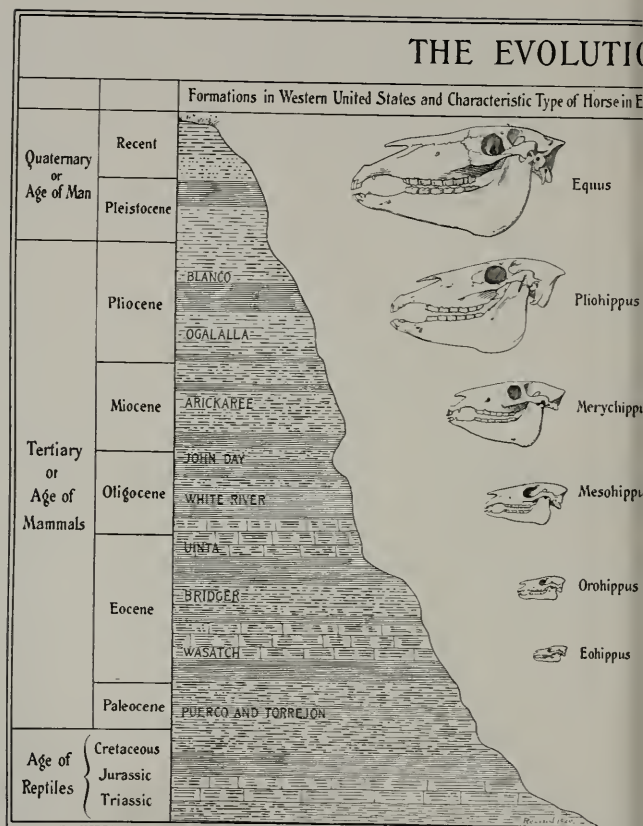 THE EVOLUTIO
Formations in Western United States and Characteristic Type of Horse in E
Quaternary
or
Age of Man
Recent
Pleistocene
Equus
Tertiary
or
Age of
Mammals
Pliocene
BLANCO
OGALALLA
Pliohippus
Miocene
ARICKAREE
Merychippu
Oligocene
JOHN DAY
WHITE RIVER
Mesohippu
Eocene
UINTA
BRIDGER
WASATCH
Orohippus
Eohippus
Paleocene
PUERCO AND TORREJON
Age of
Reptiles
Cretaceous
Jurassic
Triassic